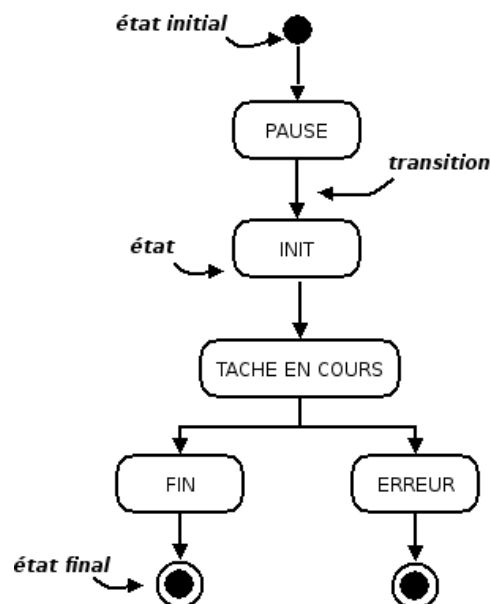 état initial
PAUSE
transition
état
INIT
TACHE EN COURS
FIN
ERREUR
état final